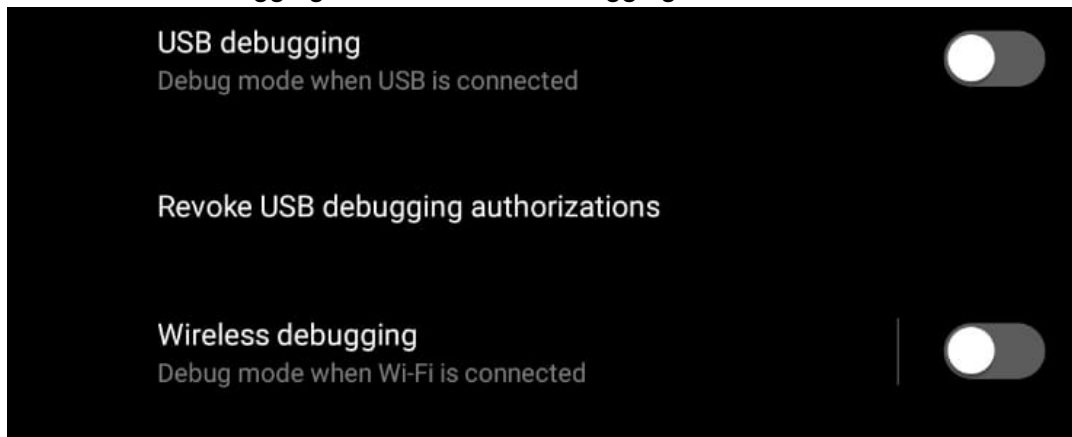 USB debugging
Debug mode when USB is connected
Revoke USB debugging authorizations
Wireless debugging
Debug mode when Wi-Fi is connected